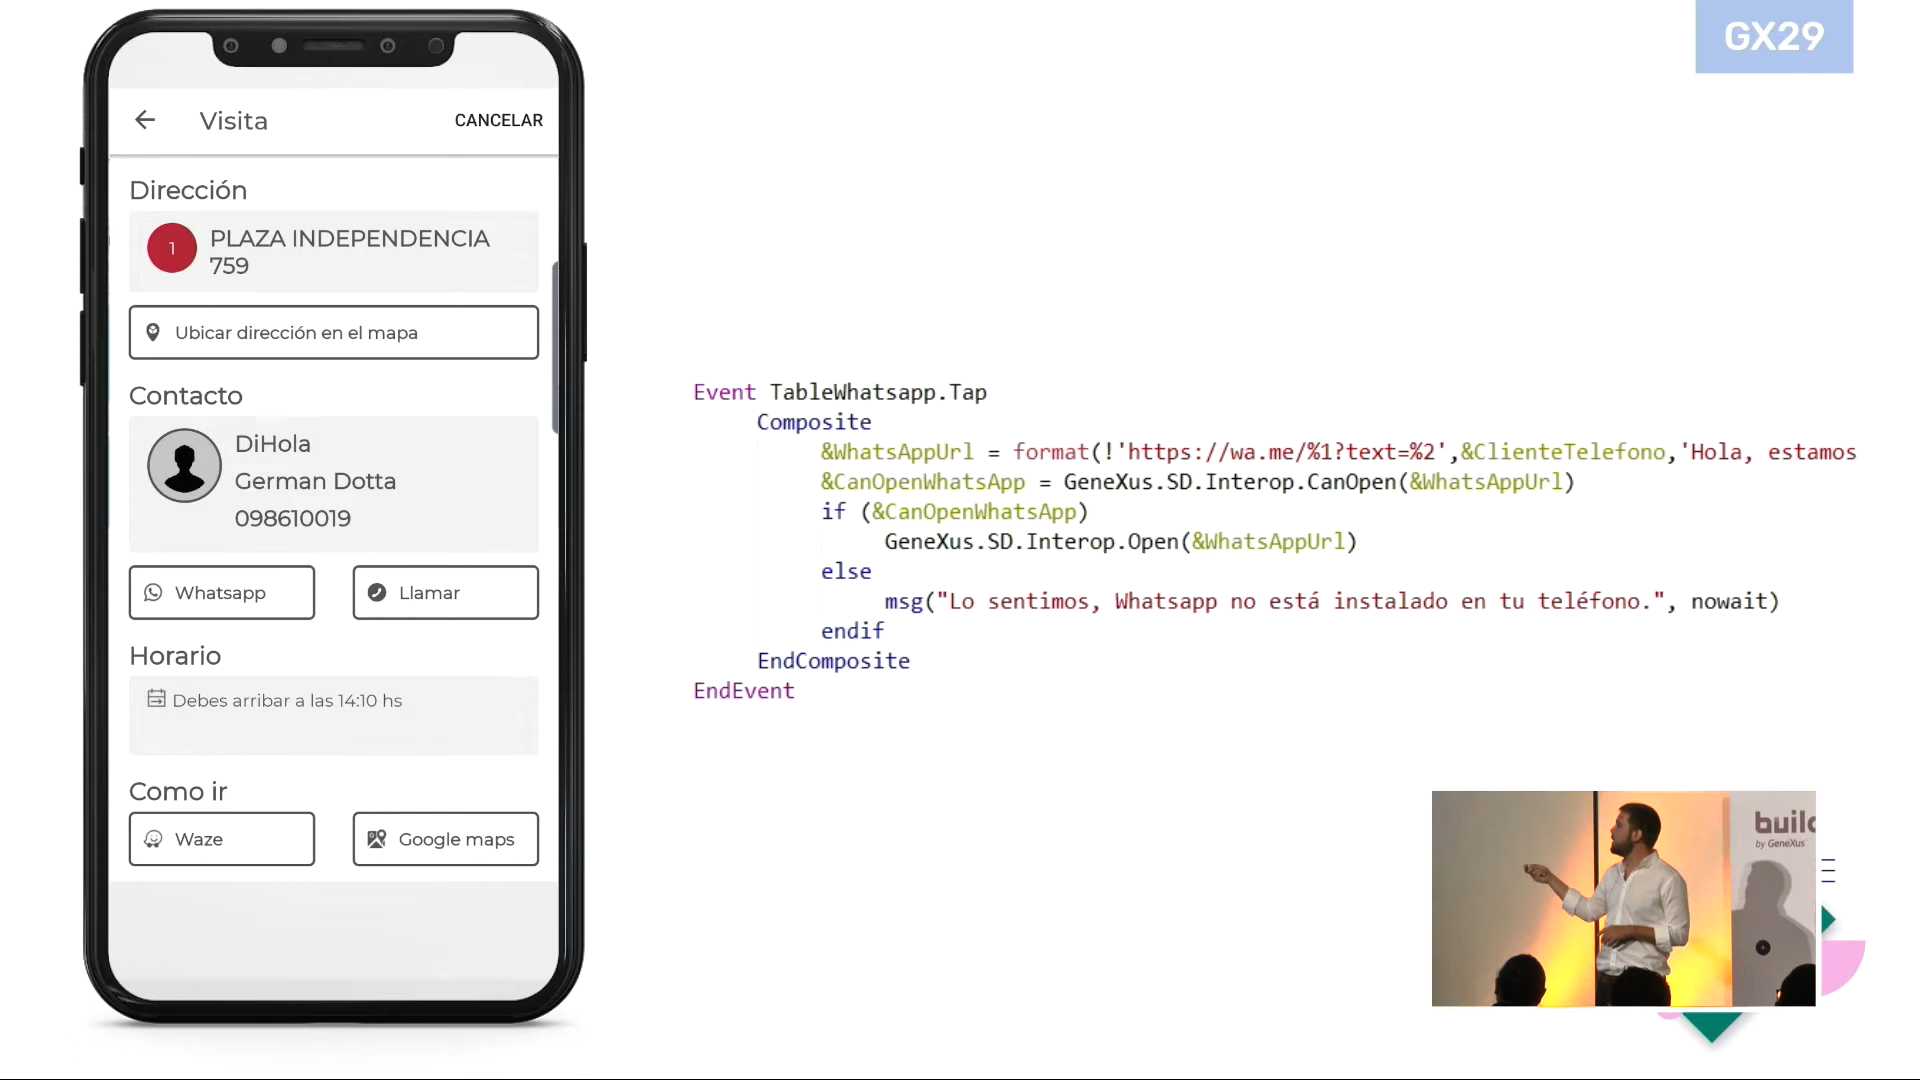 GX29
Visita
CANCELAR
Dirección
1
PLAZA INDEPENDENCIA
759
Ubicar dirección en el mapa
Contacto
DiHola
German Dotta
098610019
Whatsapp
Llamar
Horario
Debes arribar a las 14:10 hs
Como ir
Waze
Google maps
Event TableWhatsapp.Tap
Composite
&WhatsAppUrl = format(!'https://wa.me/%1?text=%2',&ClienteTelefono,'Hola, estamos
&CanOpenWhatsApp = GeneXus.SD.Interop.CanOpen(&WhatsAppUrl)
if (&CanOpenWhatsApp)
GeneXus.SD.Interop.Open(&WhatsAppUrl)
else
msg("Lo sentimos, Whatsapp no está instalado en tu teléfono.", nowait)
endif
EndComposite
EndEvent
build
by GeneXus